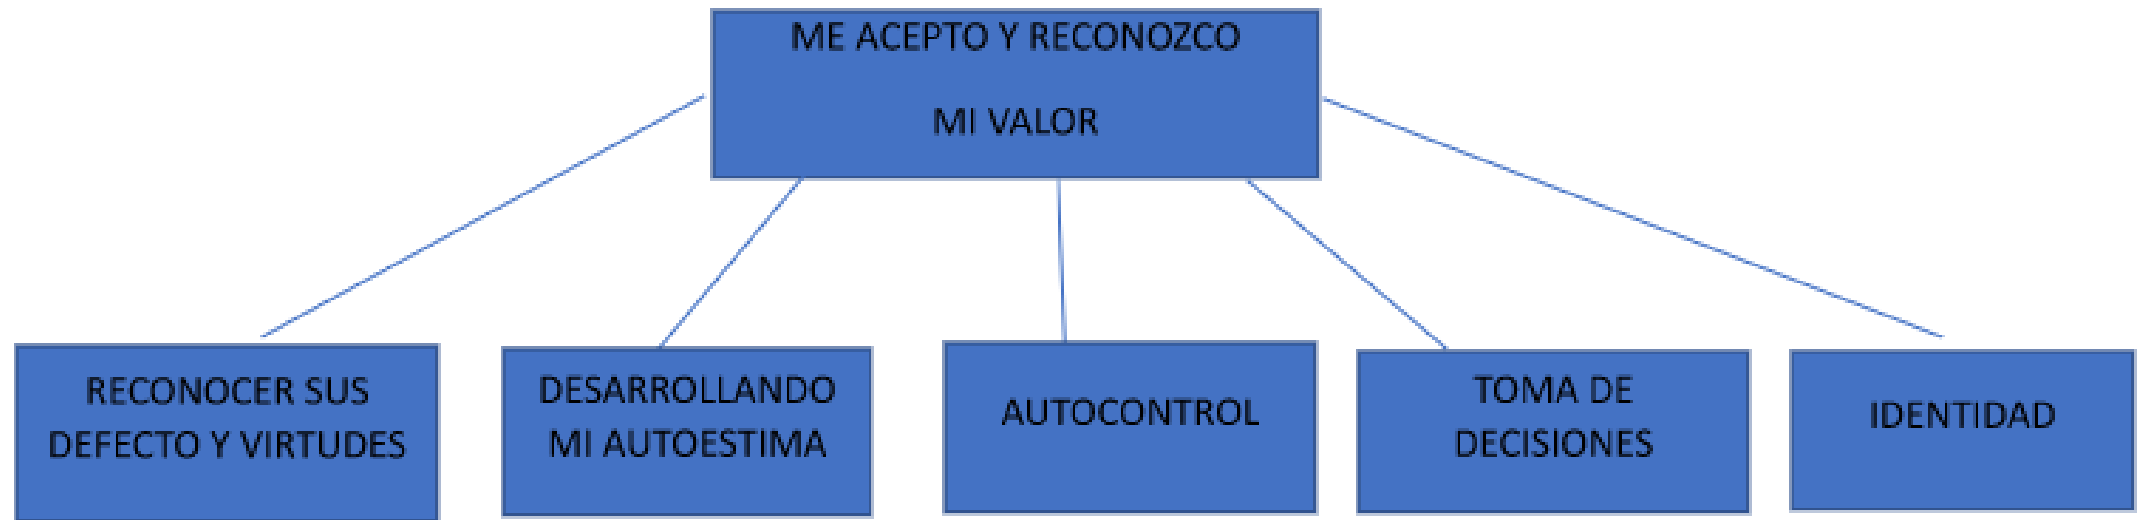 ME ACEPTO Y RECONOZCO
MI VALOR
RECONOCER SUS
DEFECTO Y VIRTUDES
DESARROLLANDO
MI AUTOESTIMA
AUTOCONTROL
TOMA DE
DECISIONES
IDENTIDAD